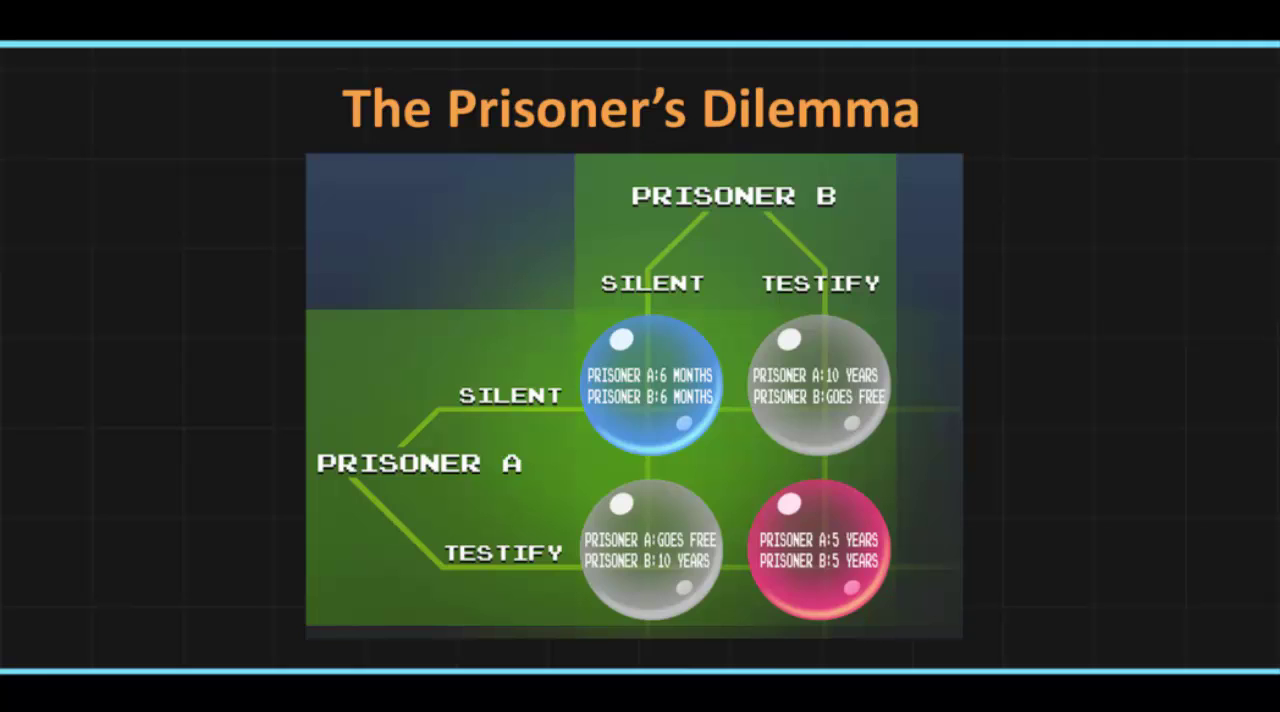 The Prisoner’s Dilemma
PRISONER B
SILENT TESTIFY
SILENT
PRISONER A:6 MONTHS
PRISONER B:6 MONTHS
PRISONER A:10 YEARS
PRISONER B:GOES FREE
PRISONER A
TESTIFY
PRISONER A:GOES FREE
PRISONER B:10 YEARS
PRISONER A:5 YEARS
PRISONER B:5 YEARS